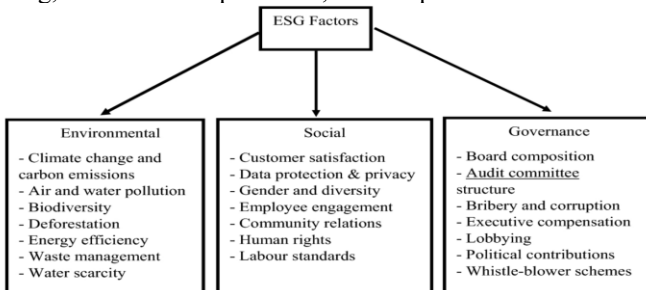 ESG Factors
Environmental
- Climate change and
carbon emissions
- Air and water pollution
- Biodiversity
- Deforestation
- Energy efficiency
- Waste management
- Water scarcity
Social
- Customer satisfaction
- Data protection & privacy
- Gender and diversity
- Employee engagement
- Community relations
- Human rights
- Labour standards
Governance
- Board composition
- Audit committee
structure
- Bribery and corruption
- Executive compensation
- Lobbying
- Political contributions
- Whistle-blower schemes